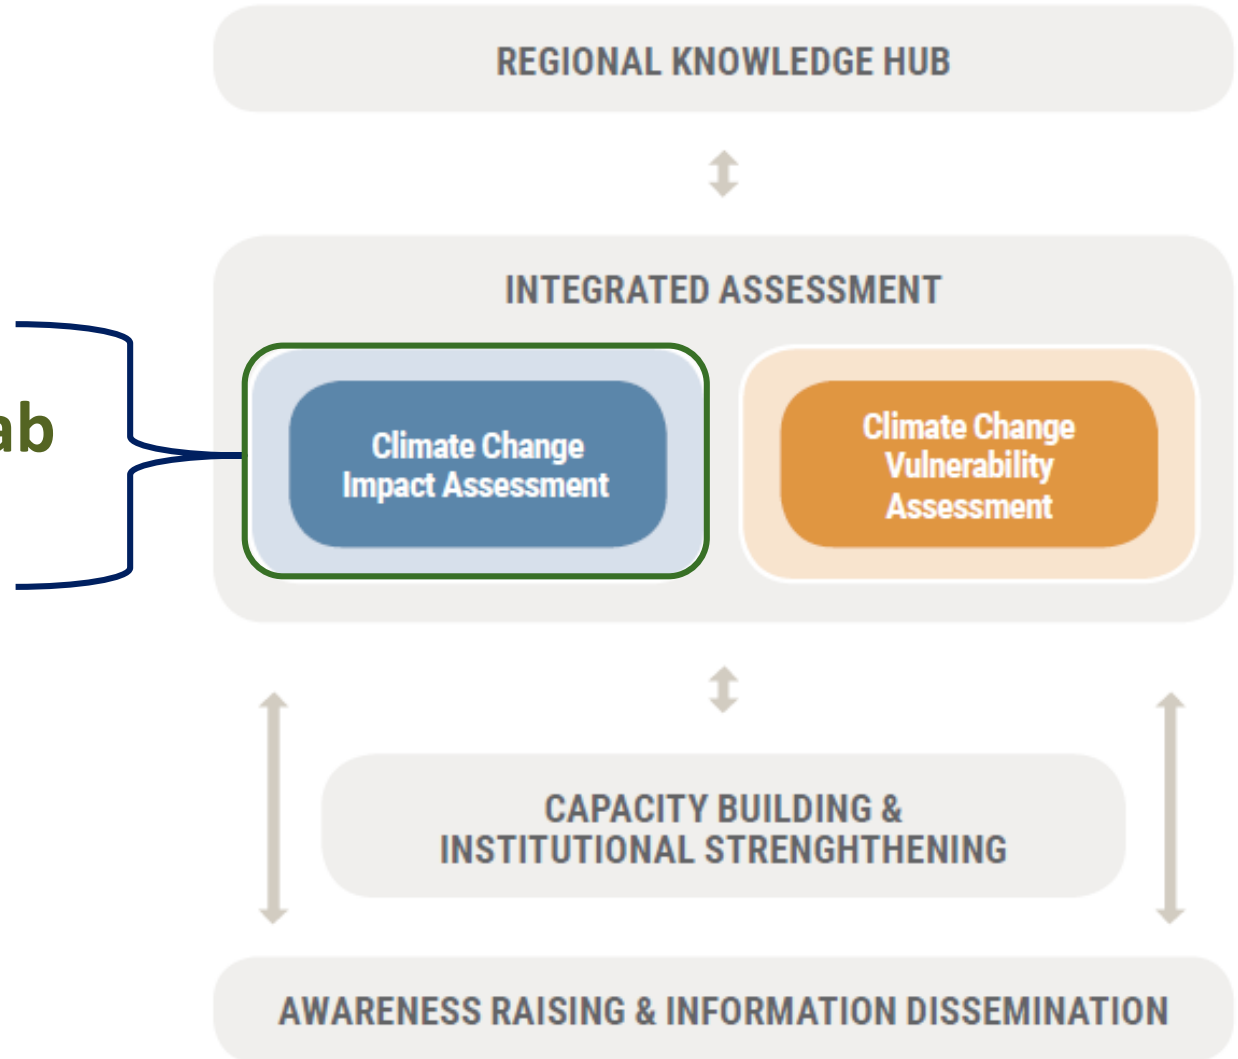 REGIONAL KNOWLEDGE HUB
INTEGRATED ASSESSMENT
ab
Climate Change
Impact Assessment
Climate Change
Vulnerability
Assessment
CAPACITY BUILDING &
INSTITUTIONAL STRENGHTHENING
AWARENESS RAISING & INFORMATION DISSEMINATION